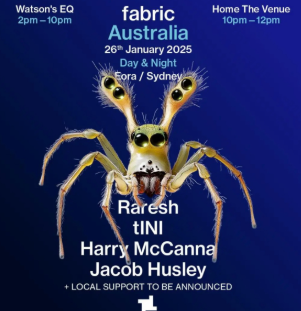 Watson's EQ
2pm – 10pm
fabric
Australia
26th January 2025
Day & Night
Eora / Sydney
Home The Venue
10pm – 12pm
Raresh
tINI
Harry McCanna
Jacob Husley
+ LOCAL SUPPORT TO BE ANNOUNCED